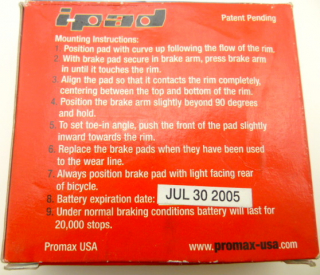 i-pad
Patent Pending
Mounting Instructions:
1. Position pad with curve up following the flow of the rim.
2. With brake pad secure in brake arm, press brake arm
in until it touches the rim.
Align the pad so that it contacts the rim completely,
centering between the top and bottom of the rim.
4. Position the brake arm slightly beyond 90 degrees
and hold.
5. To set toe-in angle, push the front of the pad slightly
inward towards the rim.
6. Replace the brake pads when they have been used
to the wear line.
7. Always position brake pad with light facing rear
of bicycle.
8. Battery expiration date: JUL 30 2005
9. Under normal braking conditions battery will last for
20,000 stops.
Promax USA
www.promax-usa.com